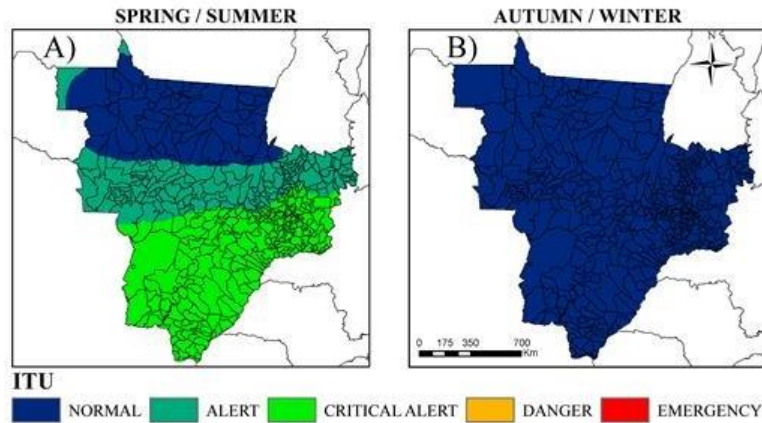 SPRING / SUMMER
AUTUMN / WINTER
A)
B)
N
0 175 350 700
Km
ITU
NORMAL ALERT CRITICAL ALERT DANGER EMERGENCY